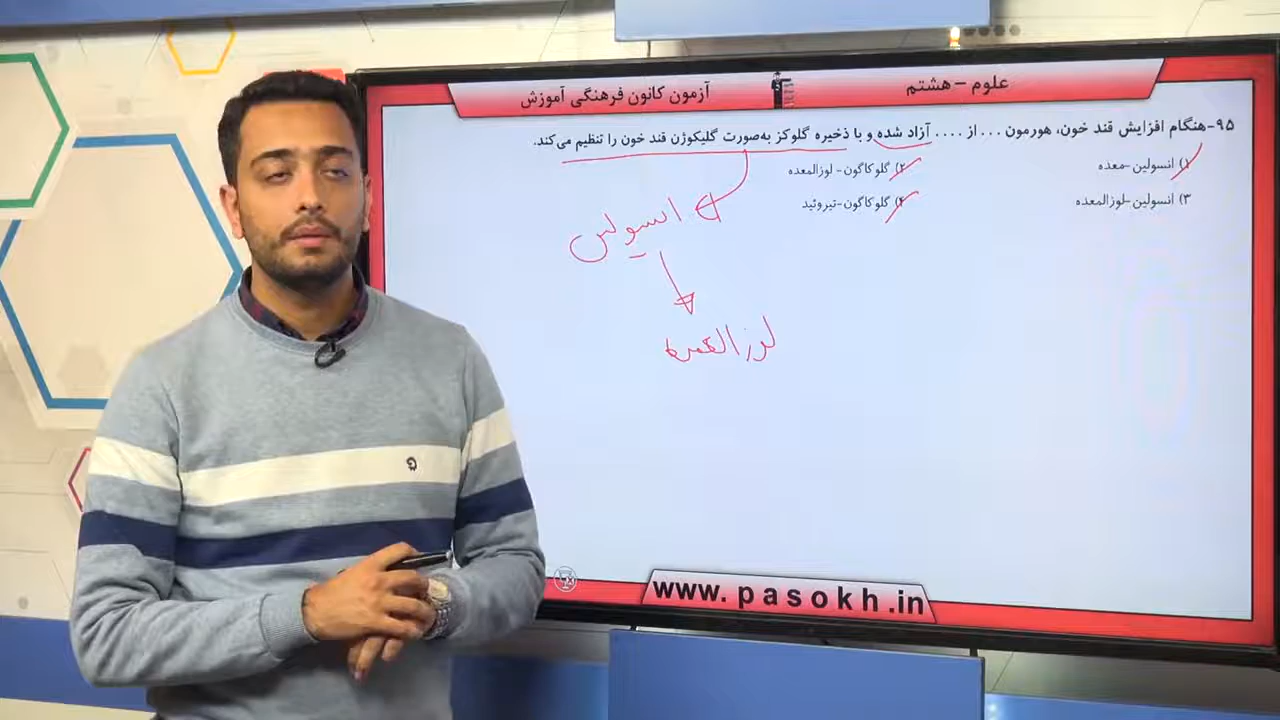 علوم – هشتم
آزمون کانون فرهنگی آموزش
۹۵-هنگام افزایش قند خون، هورمون .... از .... آزاد شده و با ذخیره گلوکز به‌صورت گلیکوژن قند خون را تنظیم می‌کند.
۱) انسولین-معده
۲) گلوکاگون- لوزالمعده
۳) انسولین-لوزالمعده
۴) گلوکاگون-تیروئید
انسولین
لوزالمعده
www.pasokh.in